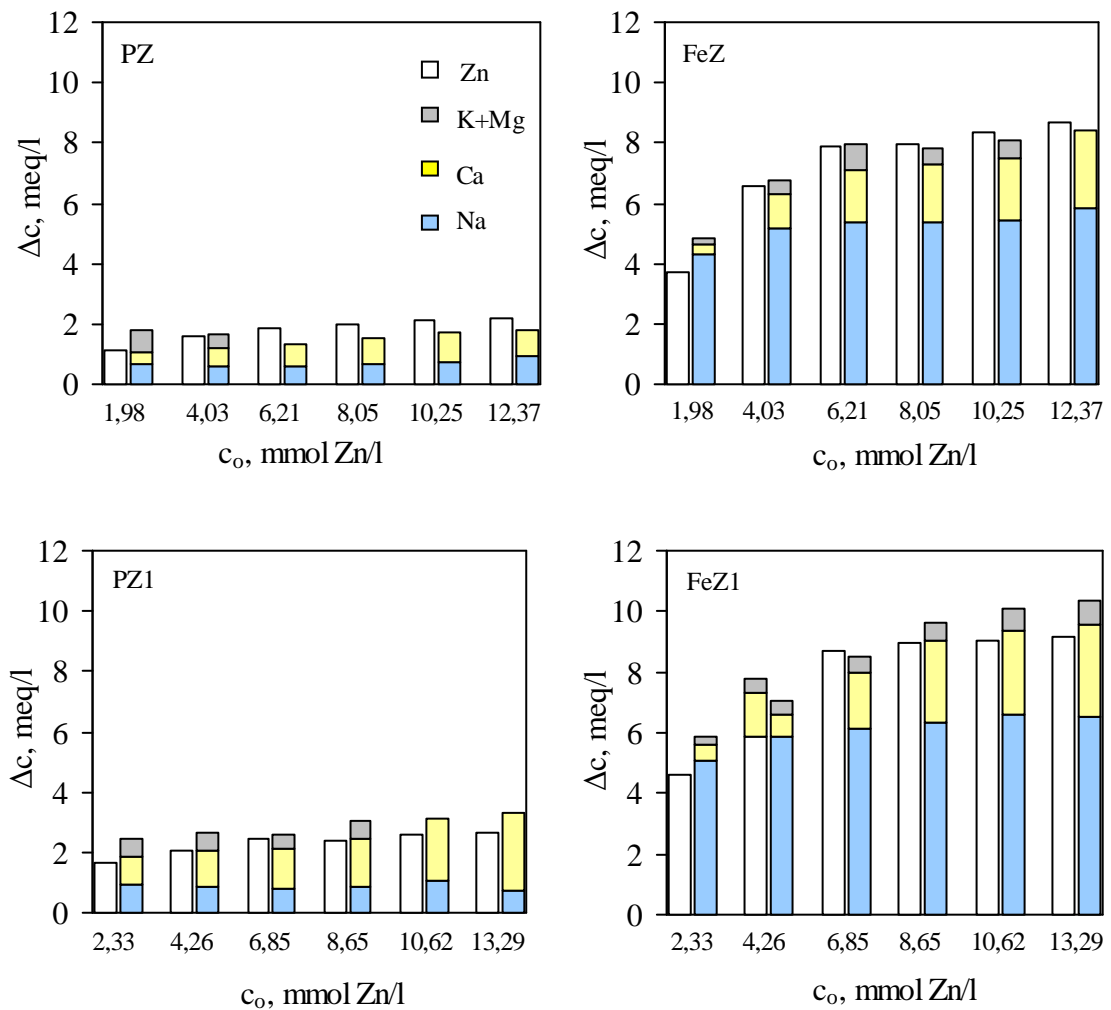 12
10
8
6
4
2
0
Δc, meq/l
PZ
Zn
K+Mg
Ca
Na
1,98 4,03 6,21 8,05 10,25 12,37
c₀, mmol Zn/l
12
10
8
6
4
2
0
Δc, meq/l
FeZ
1,98 4,03 6,21 8,05 10,25 12,37
c₀, mmol Zn/l
12
10
8
6
4
2
0
Δc, meq/l
PZ1
2,33 4,26 6,85 8,65 10,62 13,29
c₀, mmol Zn/l
12
10
8
6
4
2
0
Δc, meq/l
FeZ1
2,33 4,26 6,85 8,65 10,62 13,29
c₀, mmol Zn/l